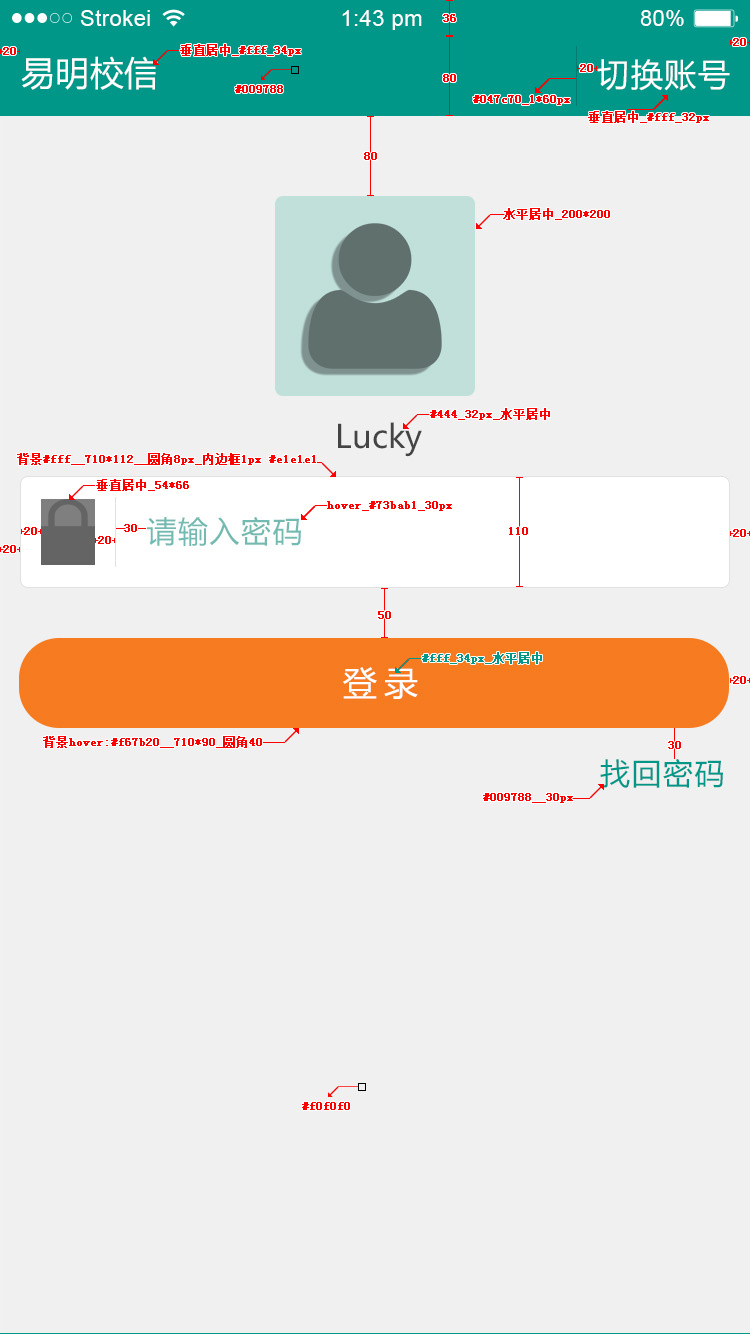 Strokei 1:43 pm 36 80%
20 垂直居中_#fff_34px 20
易明校信 #009788 80 20 切换账号
#047c70_1*60px
垂直居中_#fff_32px
80
水平居中_200*200
#444_32px_水平居中
Lucky
背景#fff__710*112__圆角8px_内边框1px #e1e1e1
垂直居中_54*66
hover_#73bab1_30px
20 20 20 30 请输入密码 110 20
50
#fff_34px_水平居中
登录 20
背景hover:#f67b20__710*90_圆角40
30
找回密码
#009788__30px
#f0f0f0